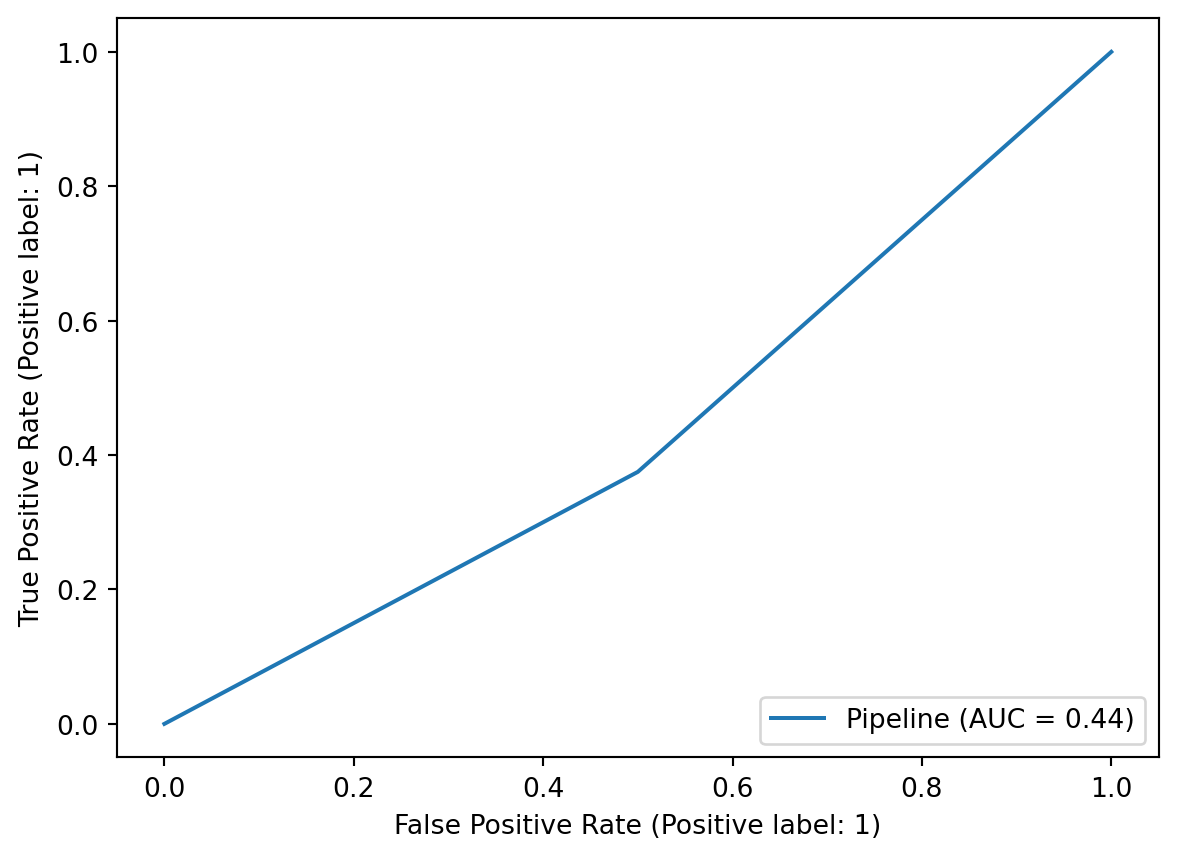 1.0
0.8
0.6
0.4
0.2
0.0
True Positive Rate (Positive label: 1)
Pipeline (AUC = 0.44)
0.0 0.2 0.4 0.6 0.8 1.0
False Positive Rate (Positive label: 1)